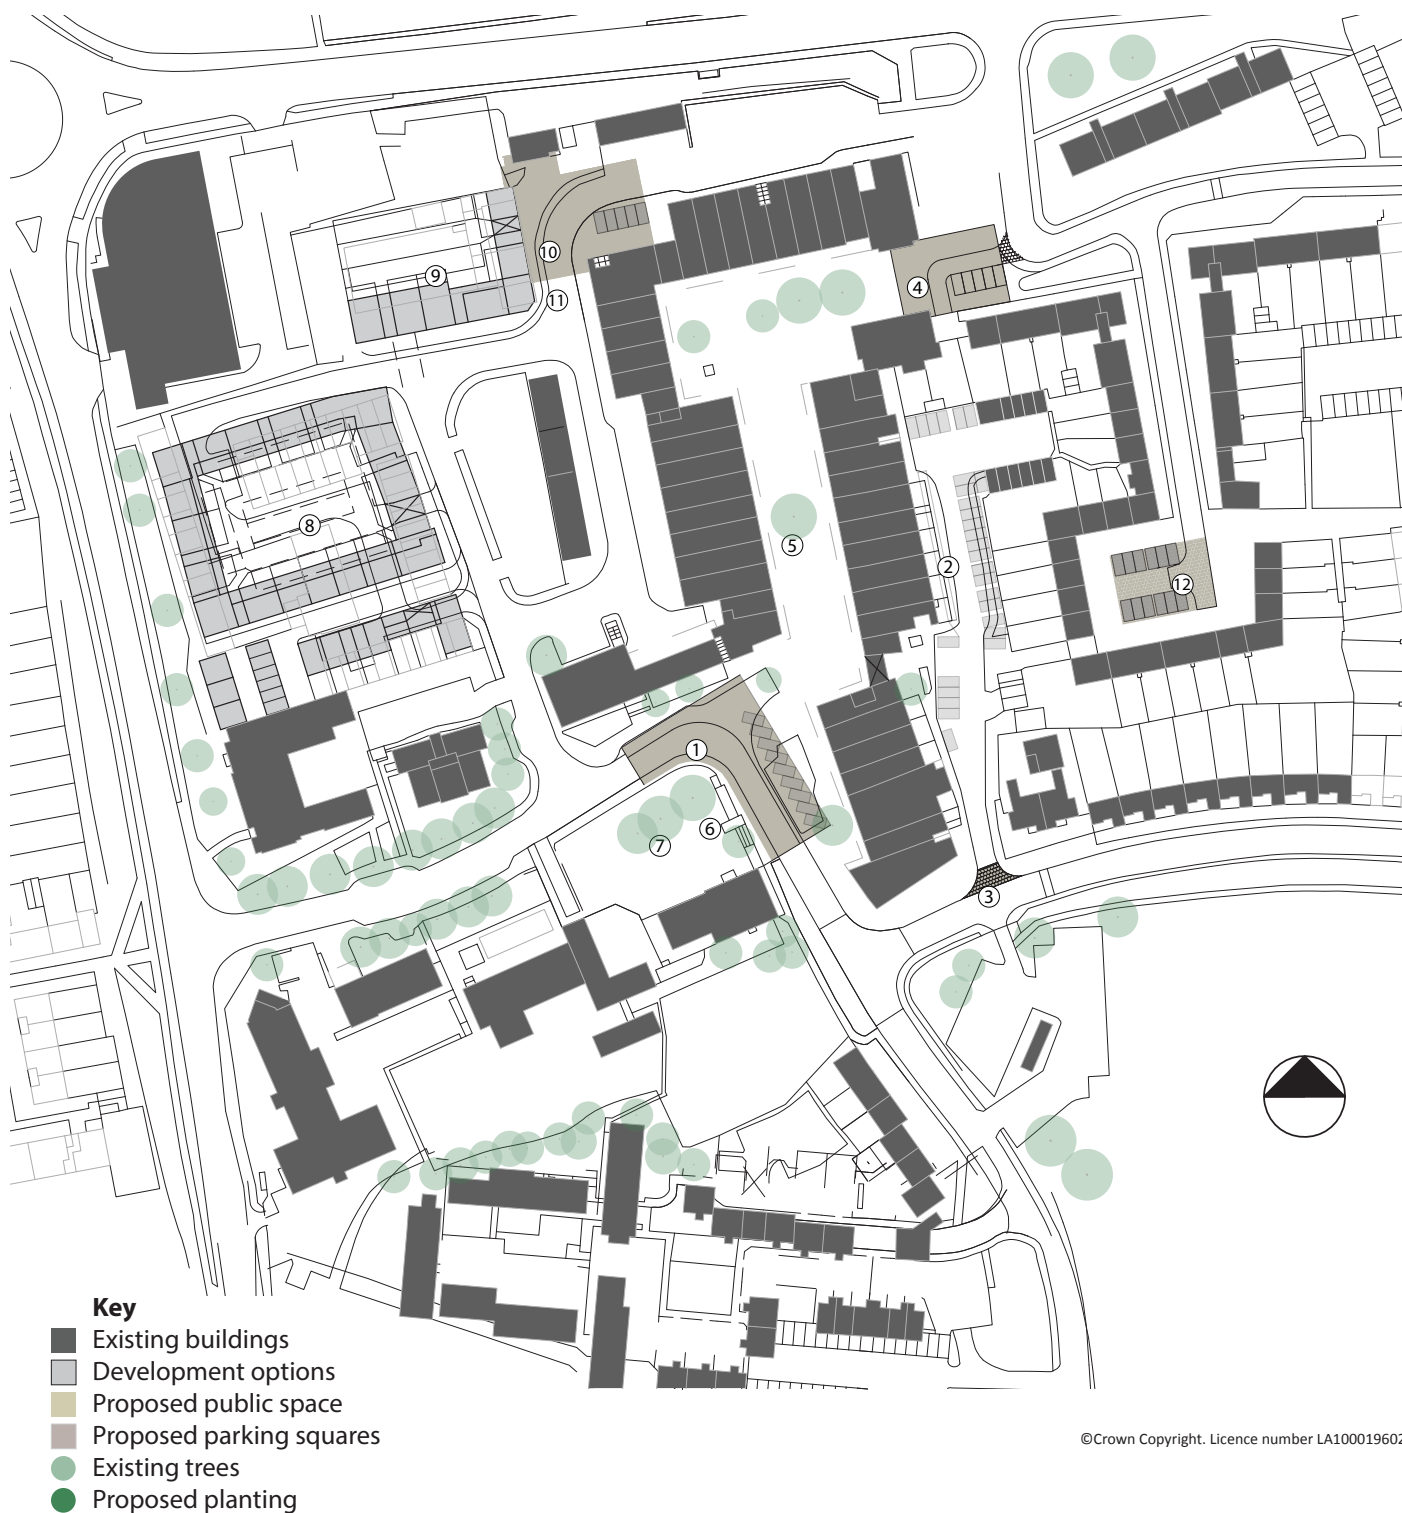 4
9
10
11
8
5
2
12
1
6
7
3
Key
Existing buildings
Development options
Proposed public space
Proposed parking squares
Existing trees
Proposed planting
©Crown Copyright. Licence number LA100019602